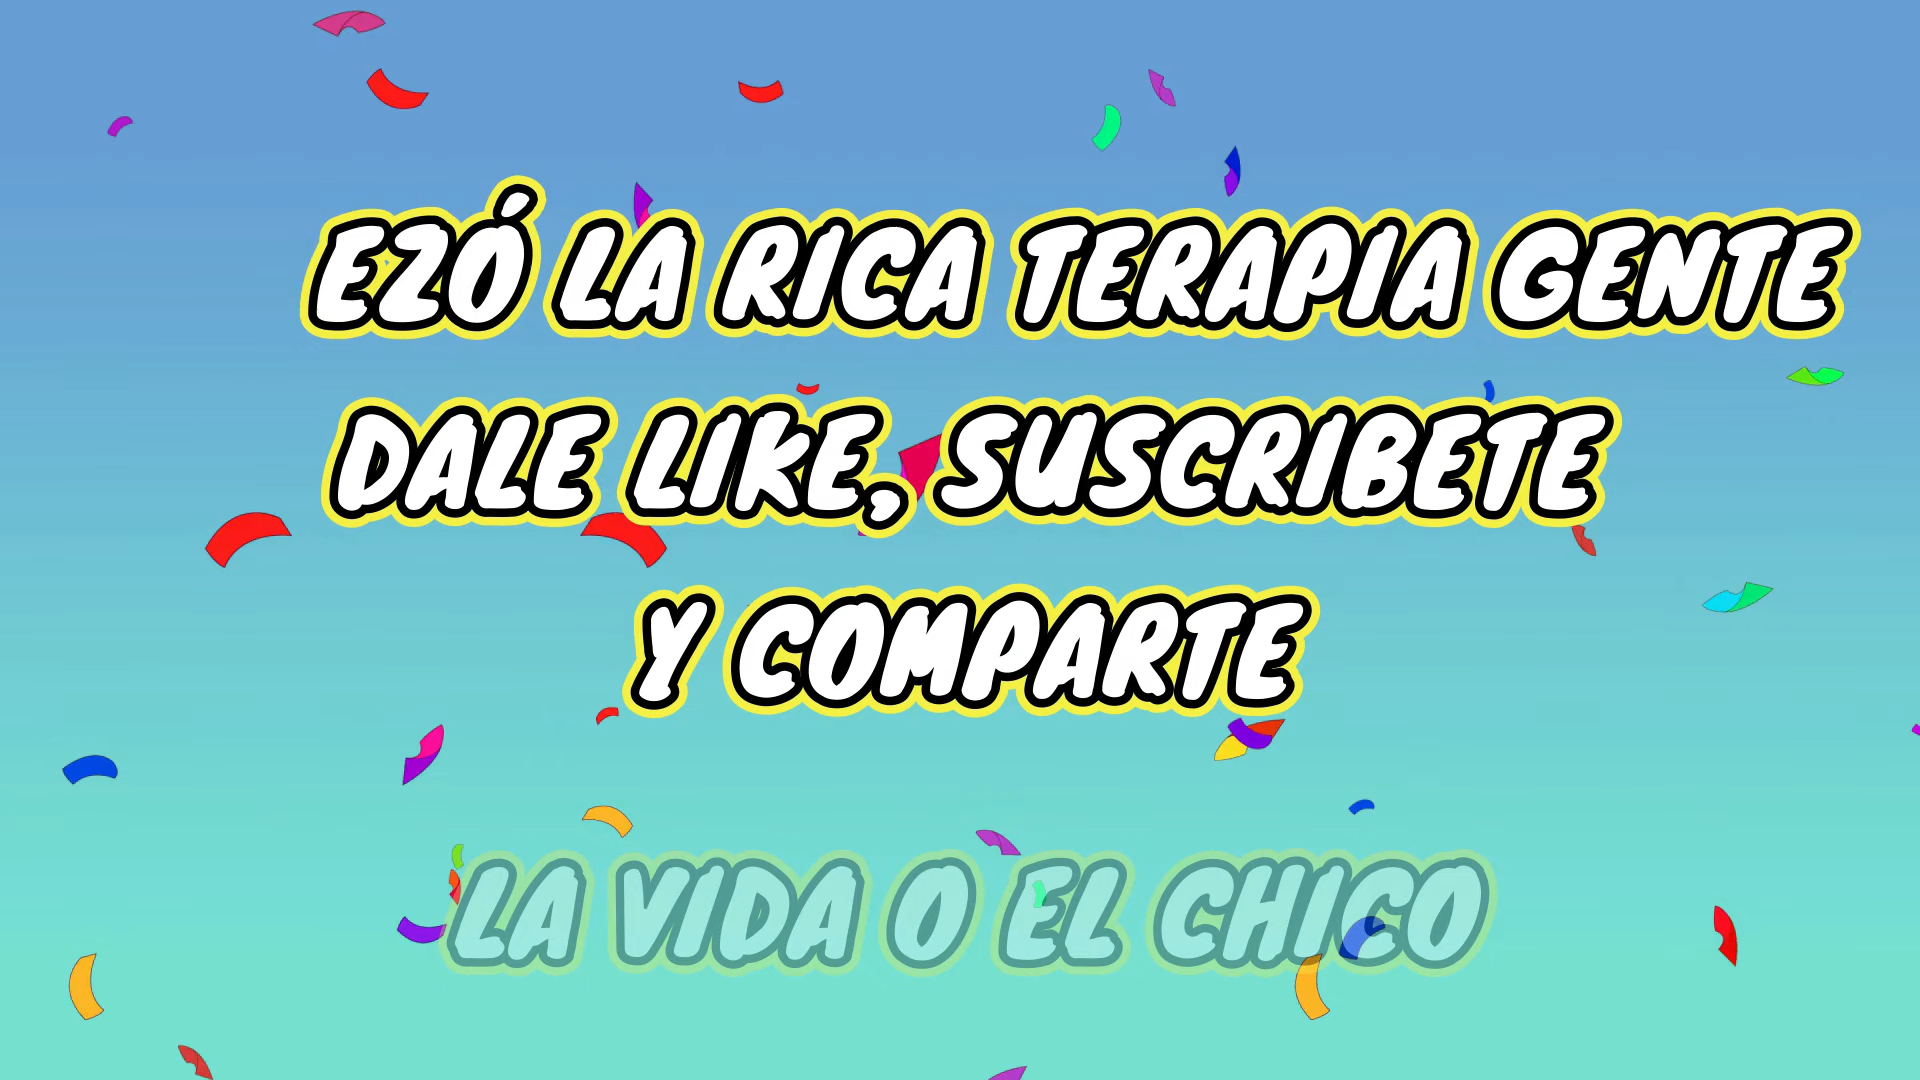 EZÓ LA RICA TERAPIA GENTE
DALE LIKE, SUSCRIBETE
Y COMPARTE
LA VIDA O EL CHICO